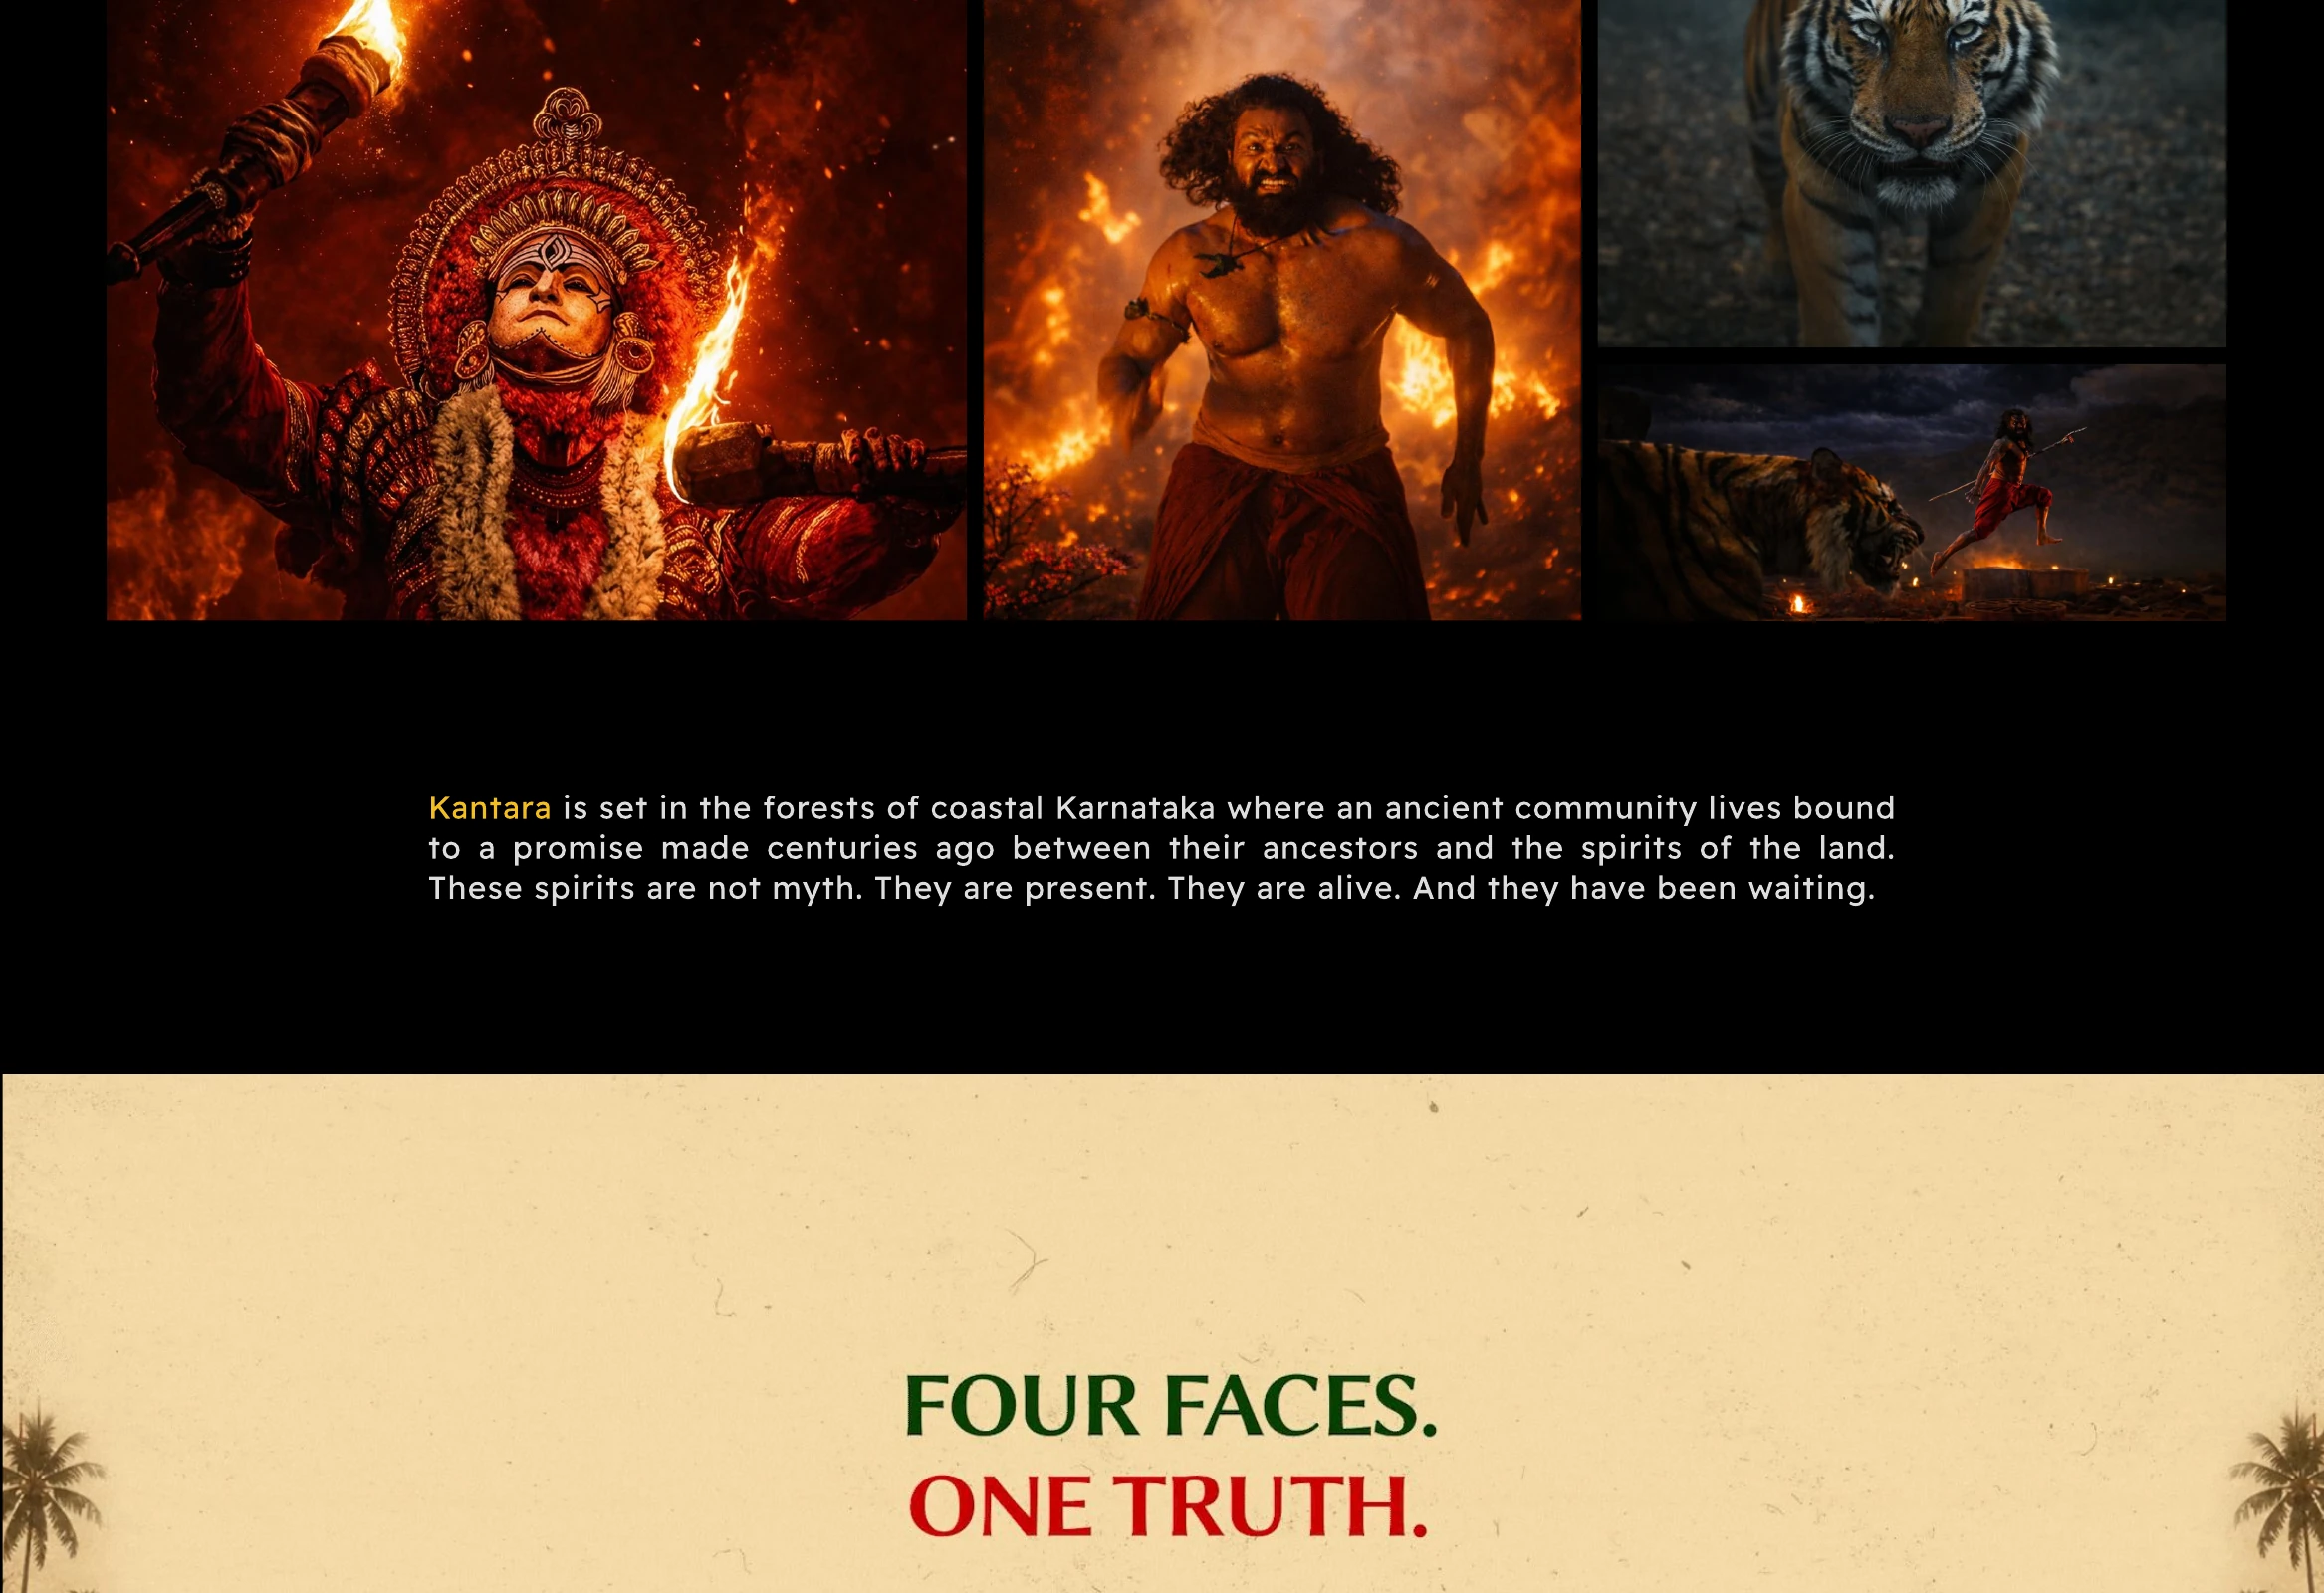 Kantara is set in the forests of coastal Karnataka where an ancient community lives bound
to a promise made centuries ago between their ancestors and the spirits of the land.
These spirits are not myth. They are present. They are alive. And they have been waiting.
FOUR FACES.
ONE TRUTH.